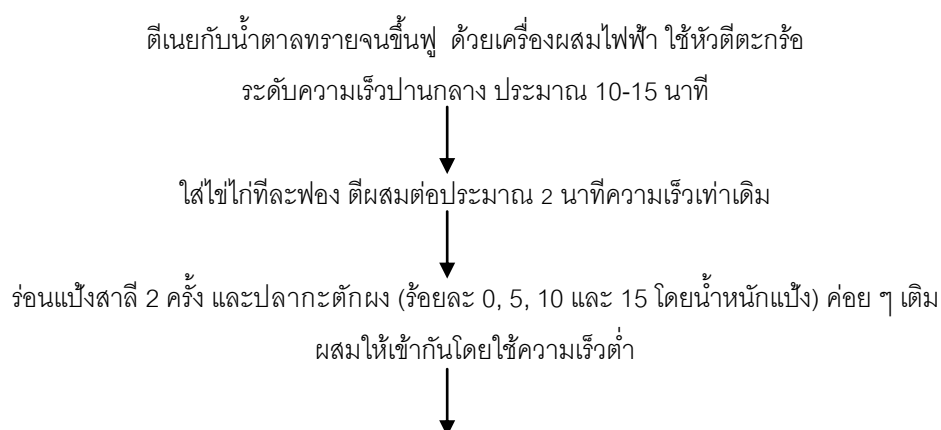 ตีเนยกับน้ำตาลทรายจนขึ้นฟู ด้วยเครื่องผสมไฟฟ้า ใช้หัวตีตะกร้อ
ระดับความเร็วปานกลาง ประมาณ 10-15 นาที
ใส่ไข่ไก่ทีละฟอง ตีผสมต่อประมาณ 2 นาทีความเร็วเท่าเดิม
ร่อนแป้งสาลี 2 ครั้ง และปลากะตักผง (ร้อยละ 0, 5, 10 และ 15 โดยน้ำหนักแป้ง) ค่อย ๆ เติม
ผสมให้เข้ากันโดยใช้ความเร็วต่ำ